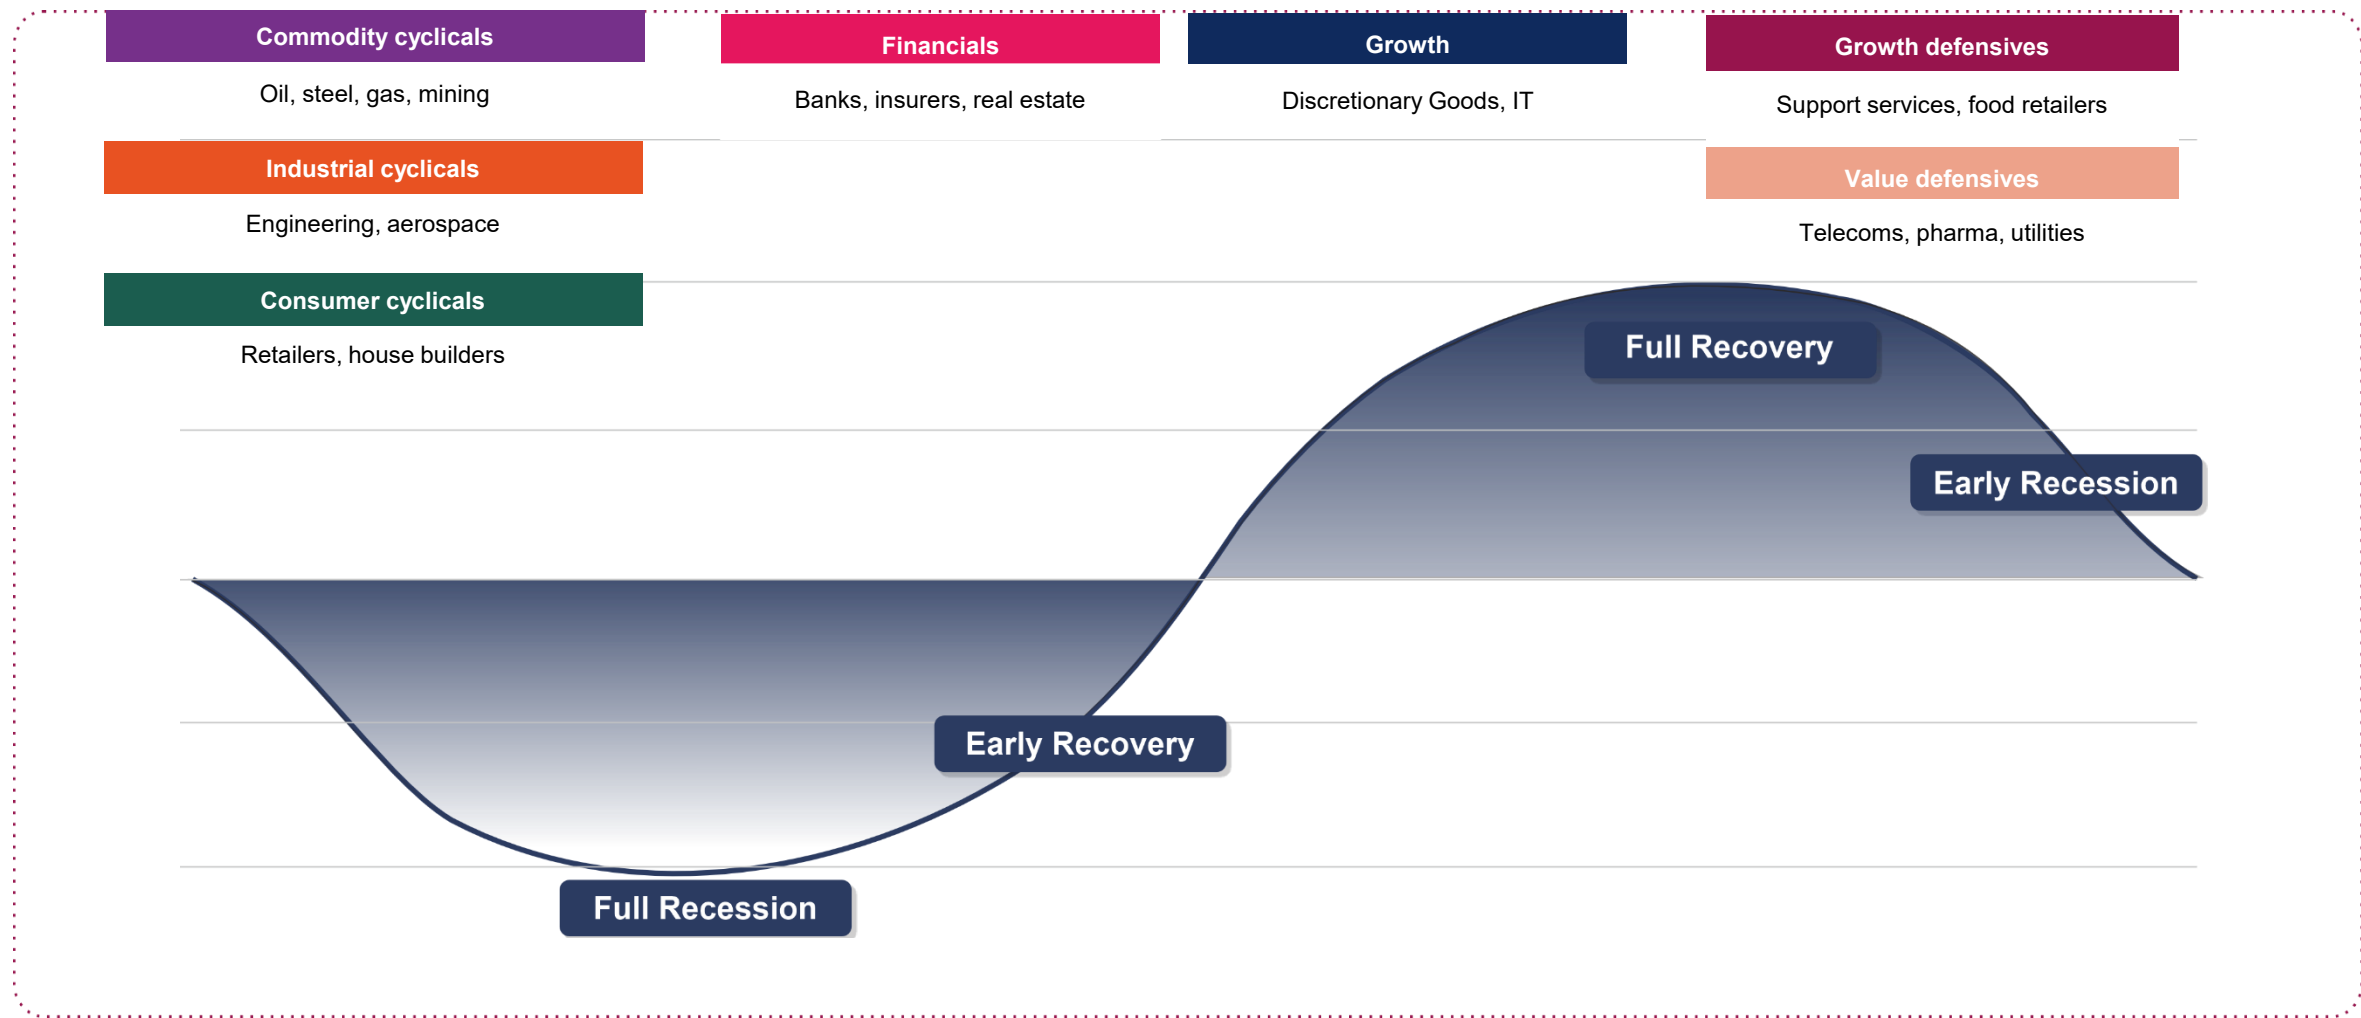 Commodity cyclicals
Oil, steel, gas, mining
Industrial cyclicals
Engineering, aerospace
Consumer cyclicals
Retailers, house builders
Financials
Banks, insurers, real estate
Growth
Discretionary Goods, IT
Growth defensives
Support services, food retailers
Value defensives
Telecoms, pharma, utilities
Full Recovery
Early Recession
Early Recovery
Full Recession